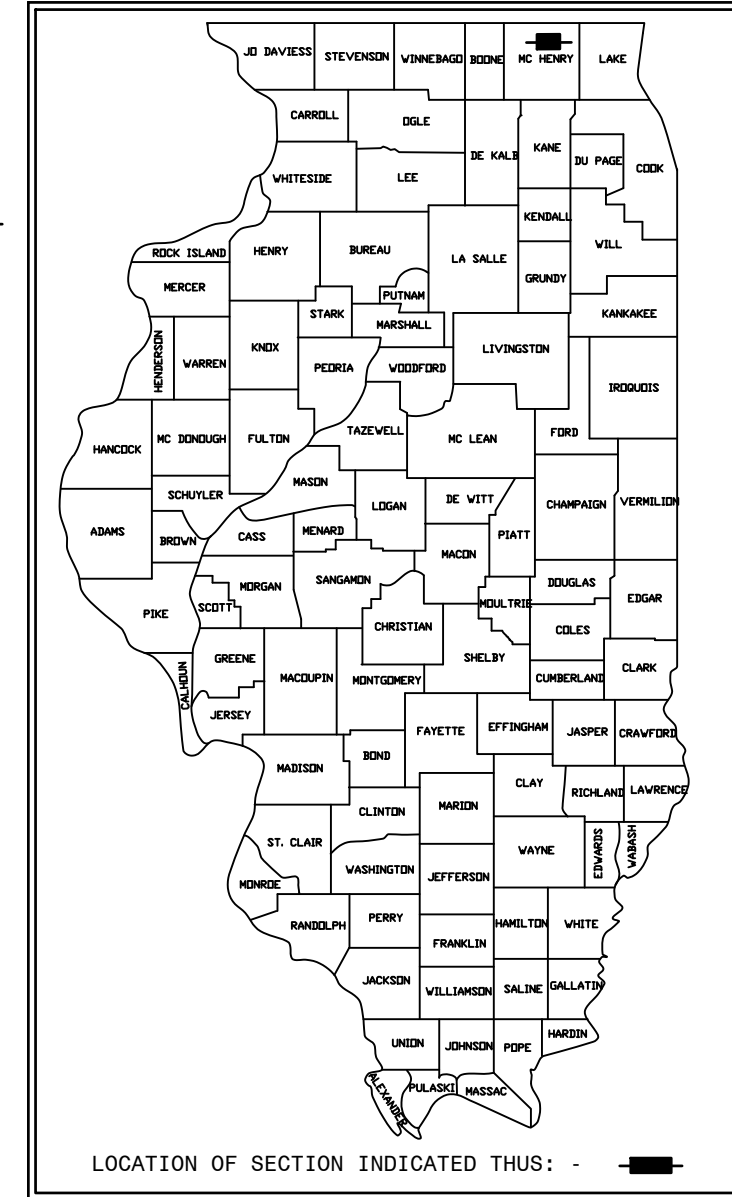 JO DAVIESS
STEVENSON
WINNEBAGO
BOONE
MC HENRY
LAKE
CARROLL
OGLE
DE KALB
KANE
DU PAGE
COOK
WHITESIDE
LEE
KENDALL
WILL
ROCK ISLAND
HENRY
BUREAU
LA SALLE
GRUNDY
MERCER
PUTNAM
KANKAKEE
STARK
MARSHALL
HENDERSON
WARREN
KNOX
PEORIA
WOODFORD
LIVINGSTON
IROQUOIS
HANCOCK
MC DONOUGH
FULTON
TAZEWELL
MC LEAN
FORD
SCHUYLER
MASON
LOGAN
DE WITT
CHAMPAIGN
VERMILION
ADAMS
BROWN
CASS
MENARD
MACON
PIATT
MORGAN
SANGAMON
DOUGLAS
EDGAR
PIKE
SCOTT
CHRISTIAN
MOULTRIE
COLES
GREENE
MACOUPIN
MONTGOMERY
SHELBY
CUMBERLAND
CLARK
CALHOUN
JERSEY
FAYETTE
EFFINGHAM
JASPER
CRAWFORD
MADISON
BOND
CLAY
RICHLAND
LAWRENCE
CLINTON
MARION
ST. CLAIR
WASHINGTON
WAYNE
EDWARDS
WABASH
MONROE
JEFFERSON
RANDOLPH
PERRY
HAMILTON
WHITE
FRANKLIN
JACKSON
WILLIAMSON
SALINE
GALLATIN
UNION
JOHNSON
POPE
HARDIN
ALEXANDER
PULASKI
MASSAC
LOCATION OF SECTION INDICATED THUS: -